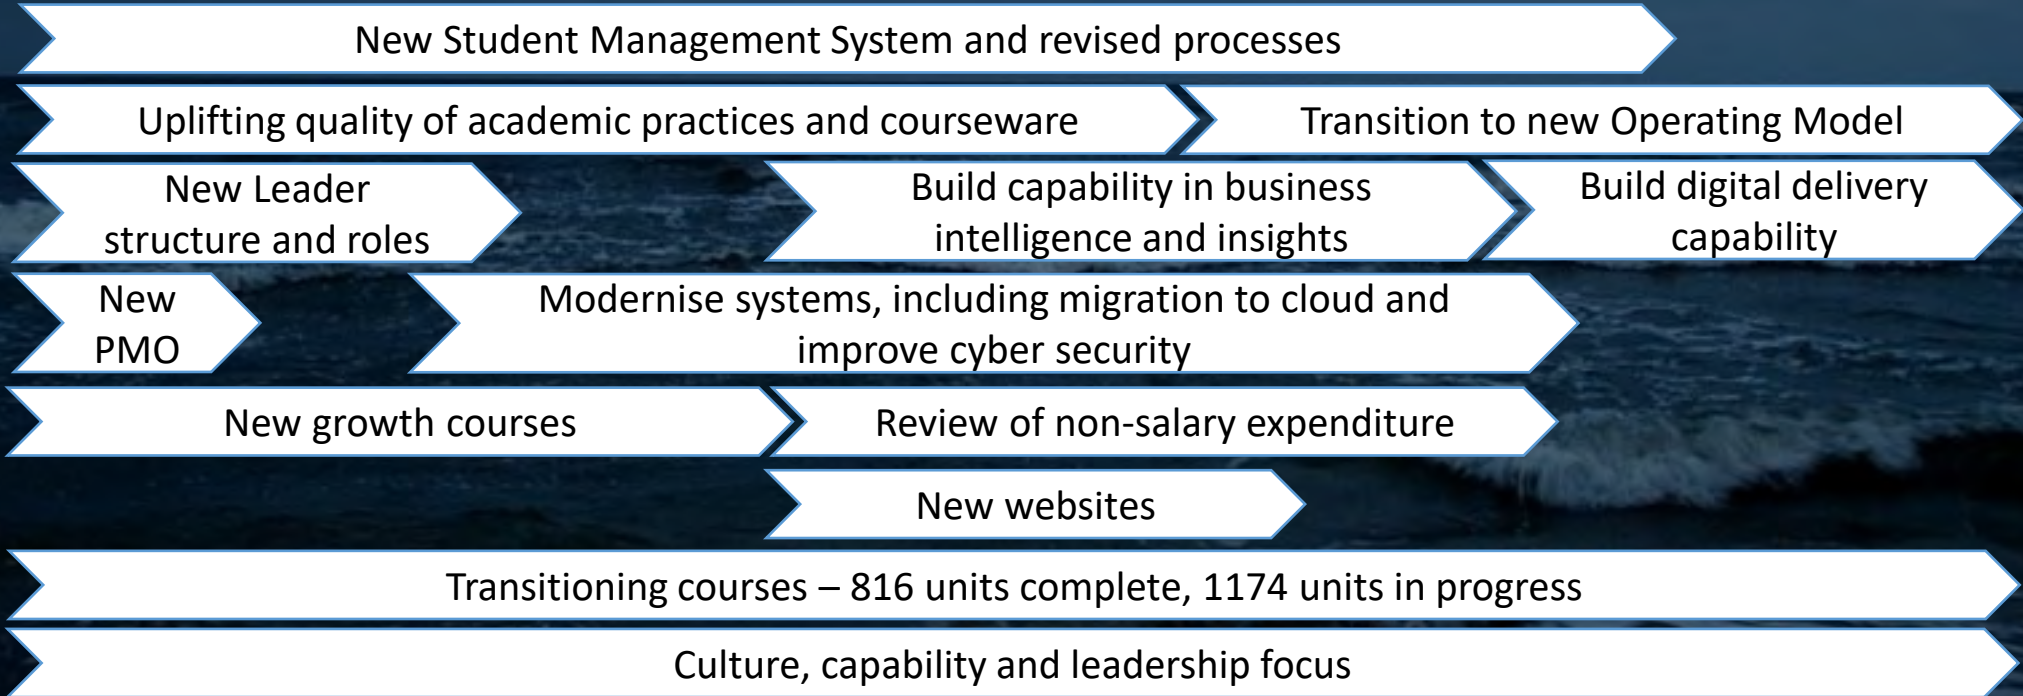 New Student Management System and revised processes
Uplifting quality of academic practices and courseware
Transition to new Operating Model
New Leader
structure and roles
Build capability in business
intelligence and insights
Build digital delivery
capability
New
PMO
Modernise systems, including migration to cloud and
improve cyber security
New growth courses
Review of non-salary expenditure
New websites
Transitioning courses – 816 units complete, 1174 units in progress
Culture, capability and leadership focus